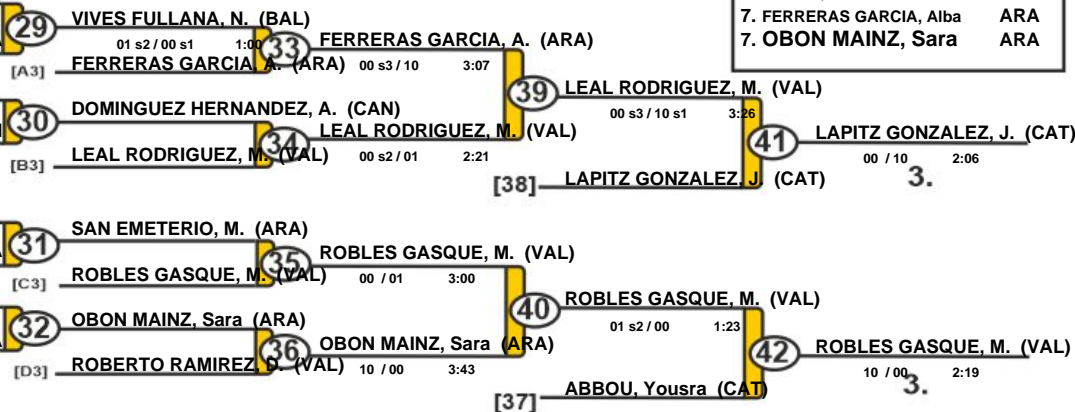 7. FERRERAS GARCIA, Alba ARA
7. OBON MAINZ, Sara ARA
29 VIVES FULLANA, N. (BAL)
01 s2 / 00 s1 1:00
33 FERRERAS GARCIA, A. (ARA)
[A3] FERRERAS GARCIA, A. (ARA)
00 s3 / 10 3:07
39 LEAL RODRIGUEZ, M. (VAL)
00 s3 / 10 s1 3:26
30 DOMINGUEZ HERNANDEZ, A. (CAN)
34 LEAL RODRIGUEZ, M. (VAL)
[B3] LEAL RODRIGUEZ, M. (VAL)
00 s2 / 01 2:21
41 LAPITZ GONZALEZ, J. (CAT)
00 / 10 2:06
3.
[38] LAPITZ GONZALEZ, J. (CAT)
31 SAN EMETERIO, M. (ARA)
35 ROBLES GASQUE, M. (VAL)
[C3] ROBLES GASQUE, M. (VAL)
00 / 01 3:00
40 ROBLES GASQUE, M. (VAL)
01 s2 / 00 1:23
32 OBON MAINZ, Sara (ARA)
36 OBON MAINZ, Sara (ARA)
[D3] ROBERTO RAMIREZ, D. (VAL)
10 / 00 3:43
42 ROBLES GASQUE, M. (VAL)
10 / 00 2:19
3.
[37] ABBOU, Yousra (CAT)